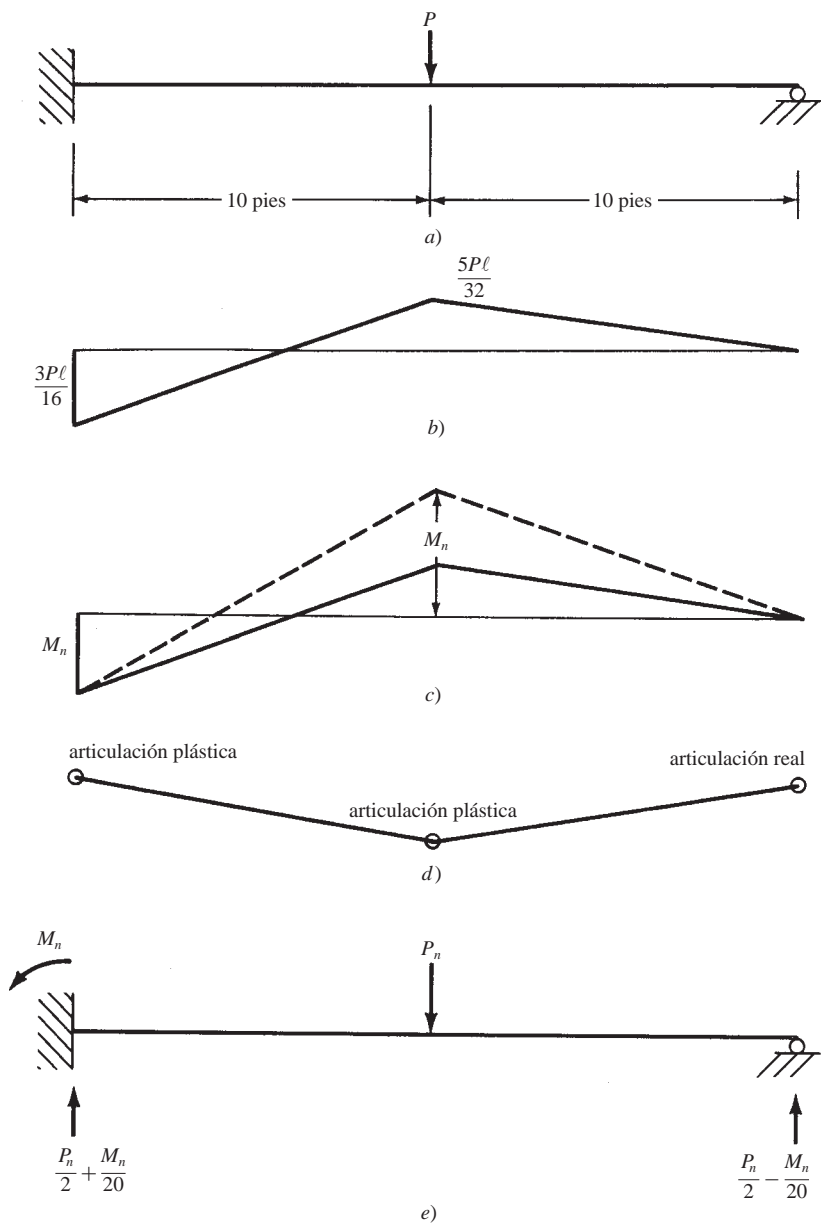 P
10 pies
10 pies
a)
5Pℓ/32
3Pℓ/16
b)
M_n
M_n
c)
articulación plástica
articulación real
articulación plástica
d)
M_n
P_n
P_n/2 + M_n/20
P_n/2 − M_n/20
e)